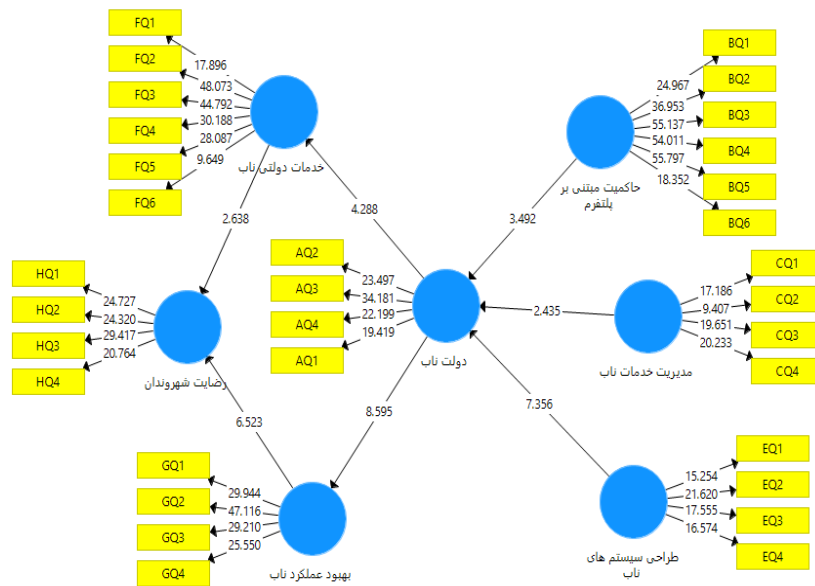 FQ1
FQ2
FQ3
FQ4
FQ5
FQ6
17.896
48.073
44.792
30.188
28.087
9.649
خدمات دولتی ناب
BQ1
BQ2
BQ3
BQ4
BQ5
BQ6
24.967
36.953
55.137
54.011
55.797
18.352
حاکمیت مبتنی بر
پلتفرم
2.638
4.288
3.492
HQ1
HQ2
HQ3
HQ4
24.727
24.320
29.417
20.764
رضایت شهروندان
AQ2
AQ3
AQ4
AQ1
23.497
34.181
22.199
19.419
دولت ناب
2.435
CQ1
CQ2
CQ3
CQ4
17.186
9.407
19.651
20.233
مدیریت خدمات ناب
6.523
8.595
7.356
GQ1
GQ2
GQ3
GQ4
29.944
47.116
29.210
25.550
بهبود عملکرد ناب
EQ1
EQ2
EQ3
EQ4
15.254
21.620
17.555
16.574
طراحی سیستم های
ناب